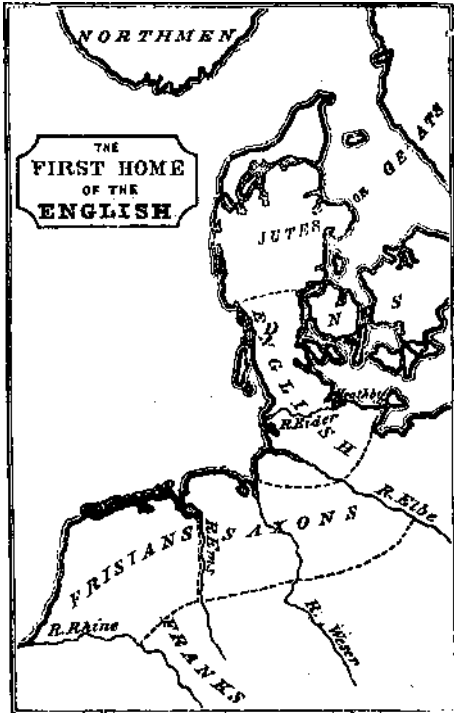 NORTHMEN
THE
FIRST HOME
OF THE
ENGLISH
GEATS
OR
JUTES
D
N
S
ENGLISH
R.Eider
R.Elbe
SAXONS
FRISIANS
R.Ems
R.Rhine
R. Weser
FRANKS